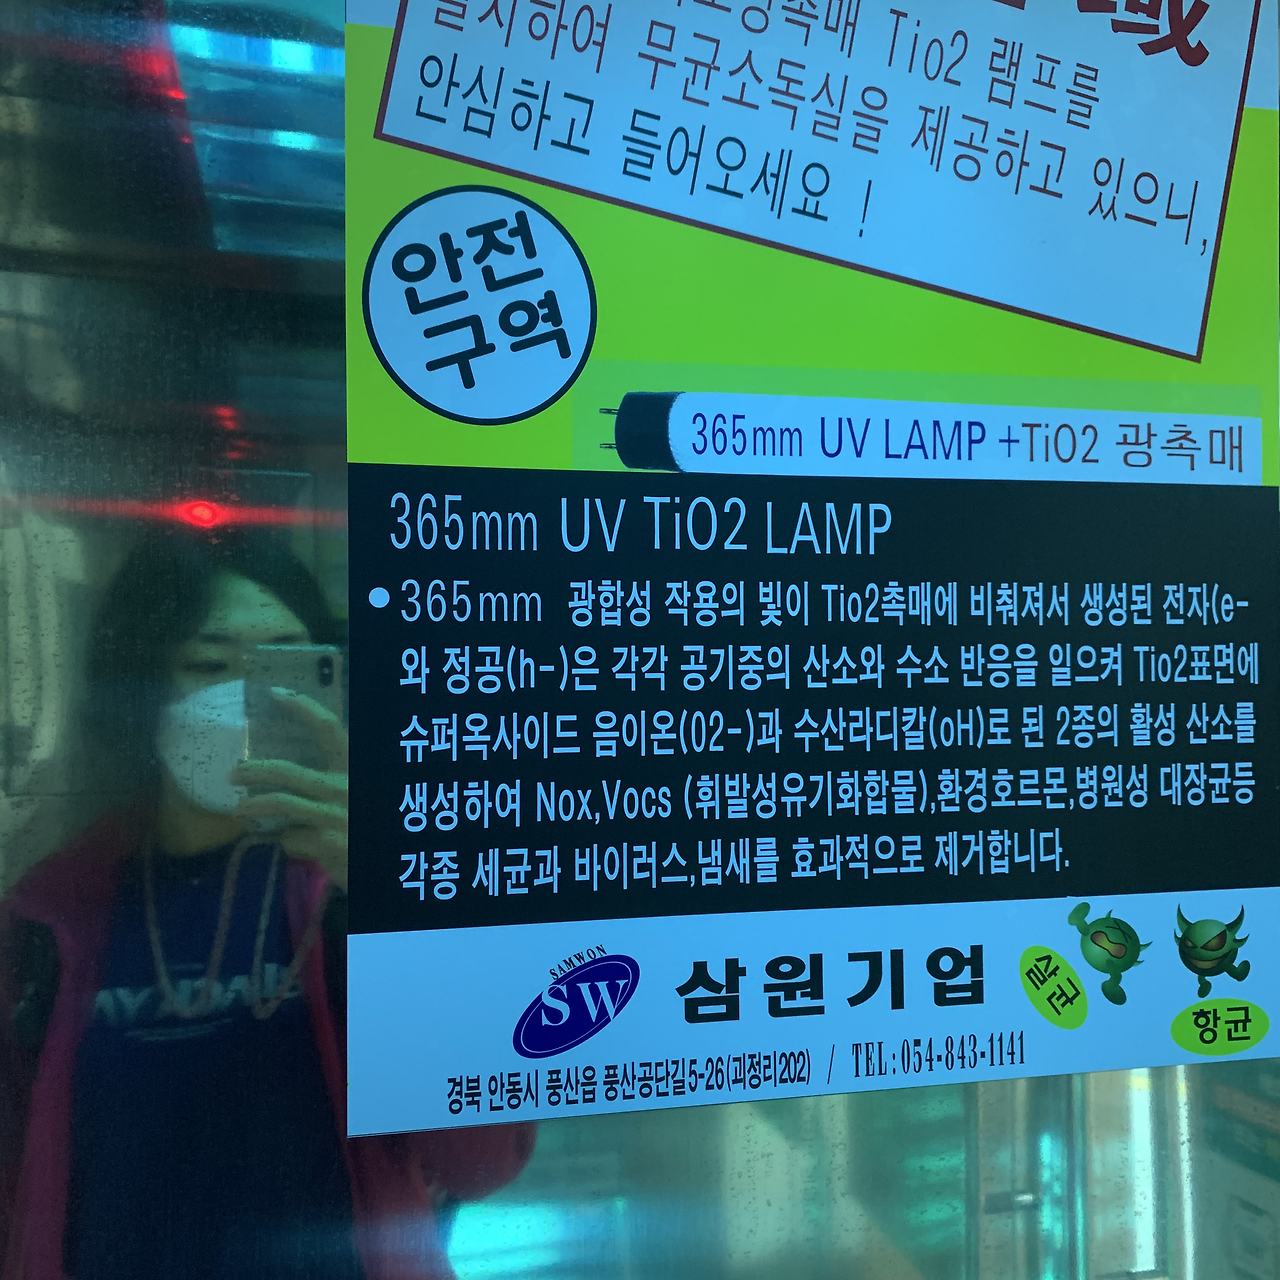 域
Tio2 램프를
설치하여 무균소독실을 제공하고 있으니,
안심하고 들어오세요 !
안전
구역
365mm UV LAMP +TiO2 광촉매
365mm UV TiO2 LAMP
• 365mm 광합성 작용의 빛이 Tio2촉매에 비춰져서 생성된 전자(e-
와 정공(h-)은 각각 공기중의 산소와 수소 반응을 일으켜 Tio2표면에
슈퍼옥사이드 음이온(02-)과 수산라디칼(oH)로 된 2종의 활성 산소를
생성하여 Nox,Vocs (휘발성유기화합물),환경호르몬,병원성 대장균등
각종 세균과 바이러스,냄새를 효과적으로 제거합니다.
SAMWON
SW
삼원기업
살균
항균
경북 안동시 풍산읍 풍산공단길5-26(괴정리202) / TEL:054-843-1141